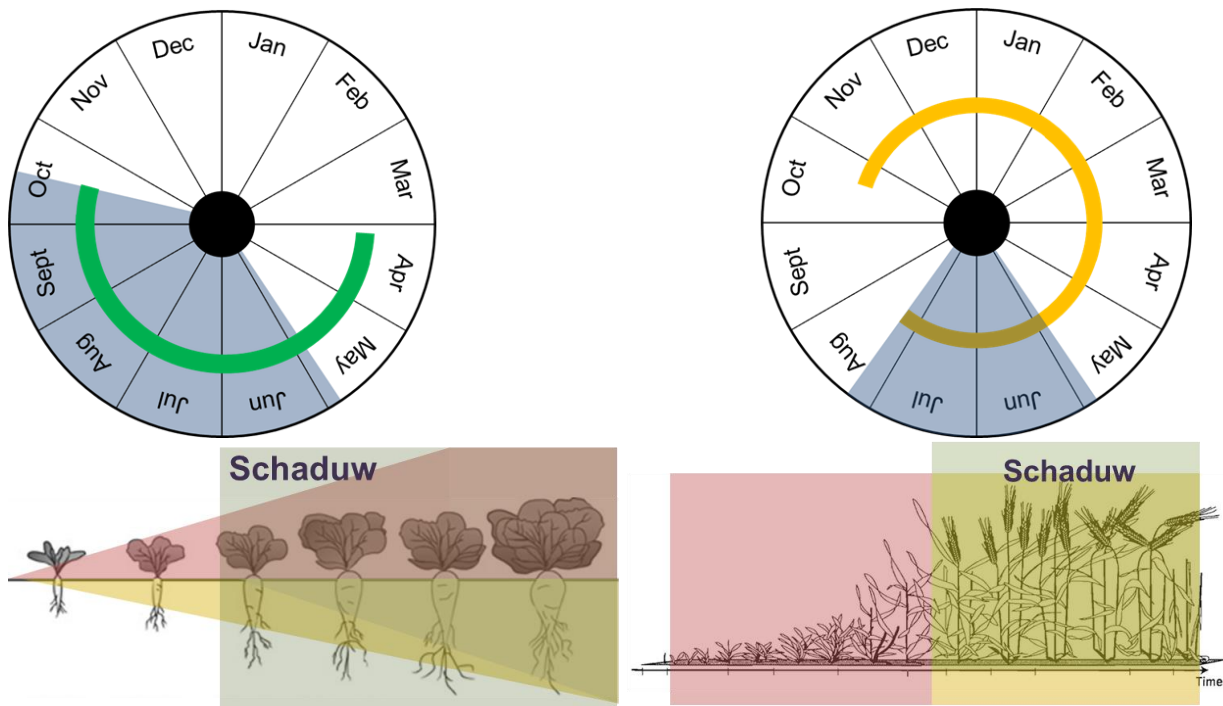 Jan
Feb
Mar
Apr
May
Jun
Jul
Aug
Sept
Oct
Nov
Dec
Jan
Feb
Mar
Apr
May
Jun
Jul
Aug
Sept
Oct
Nov
Dec
Schaduw
Schaduw
Time